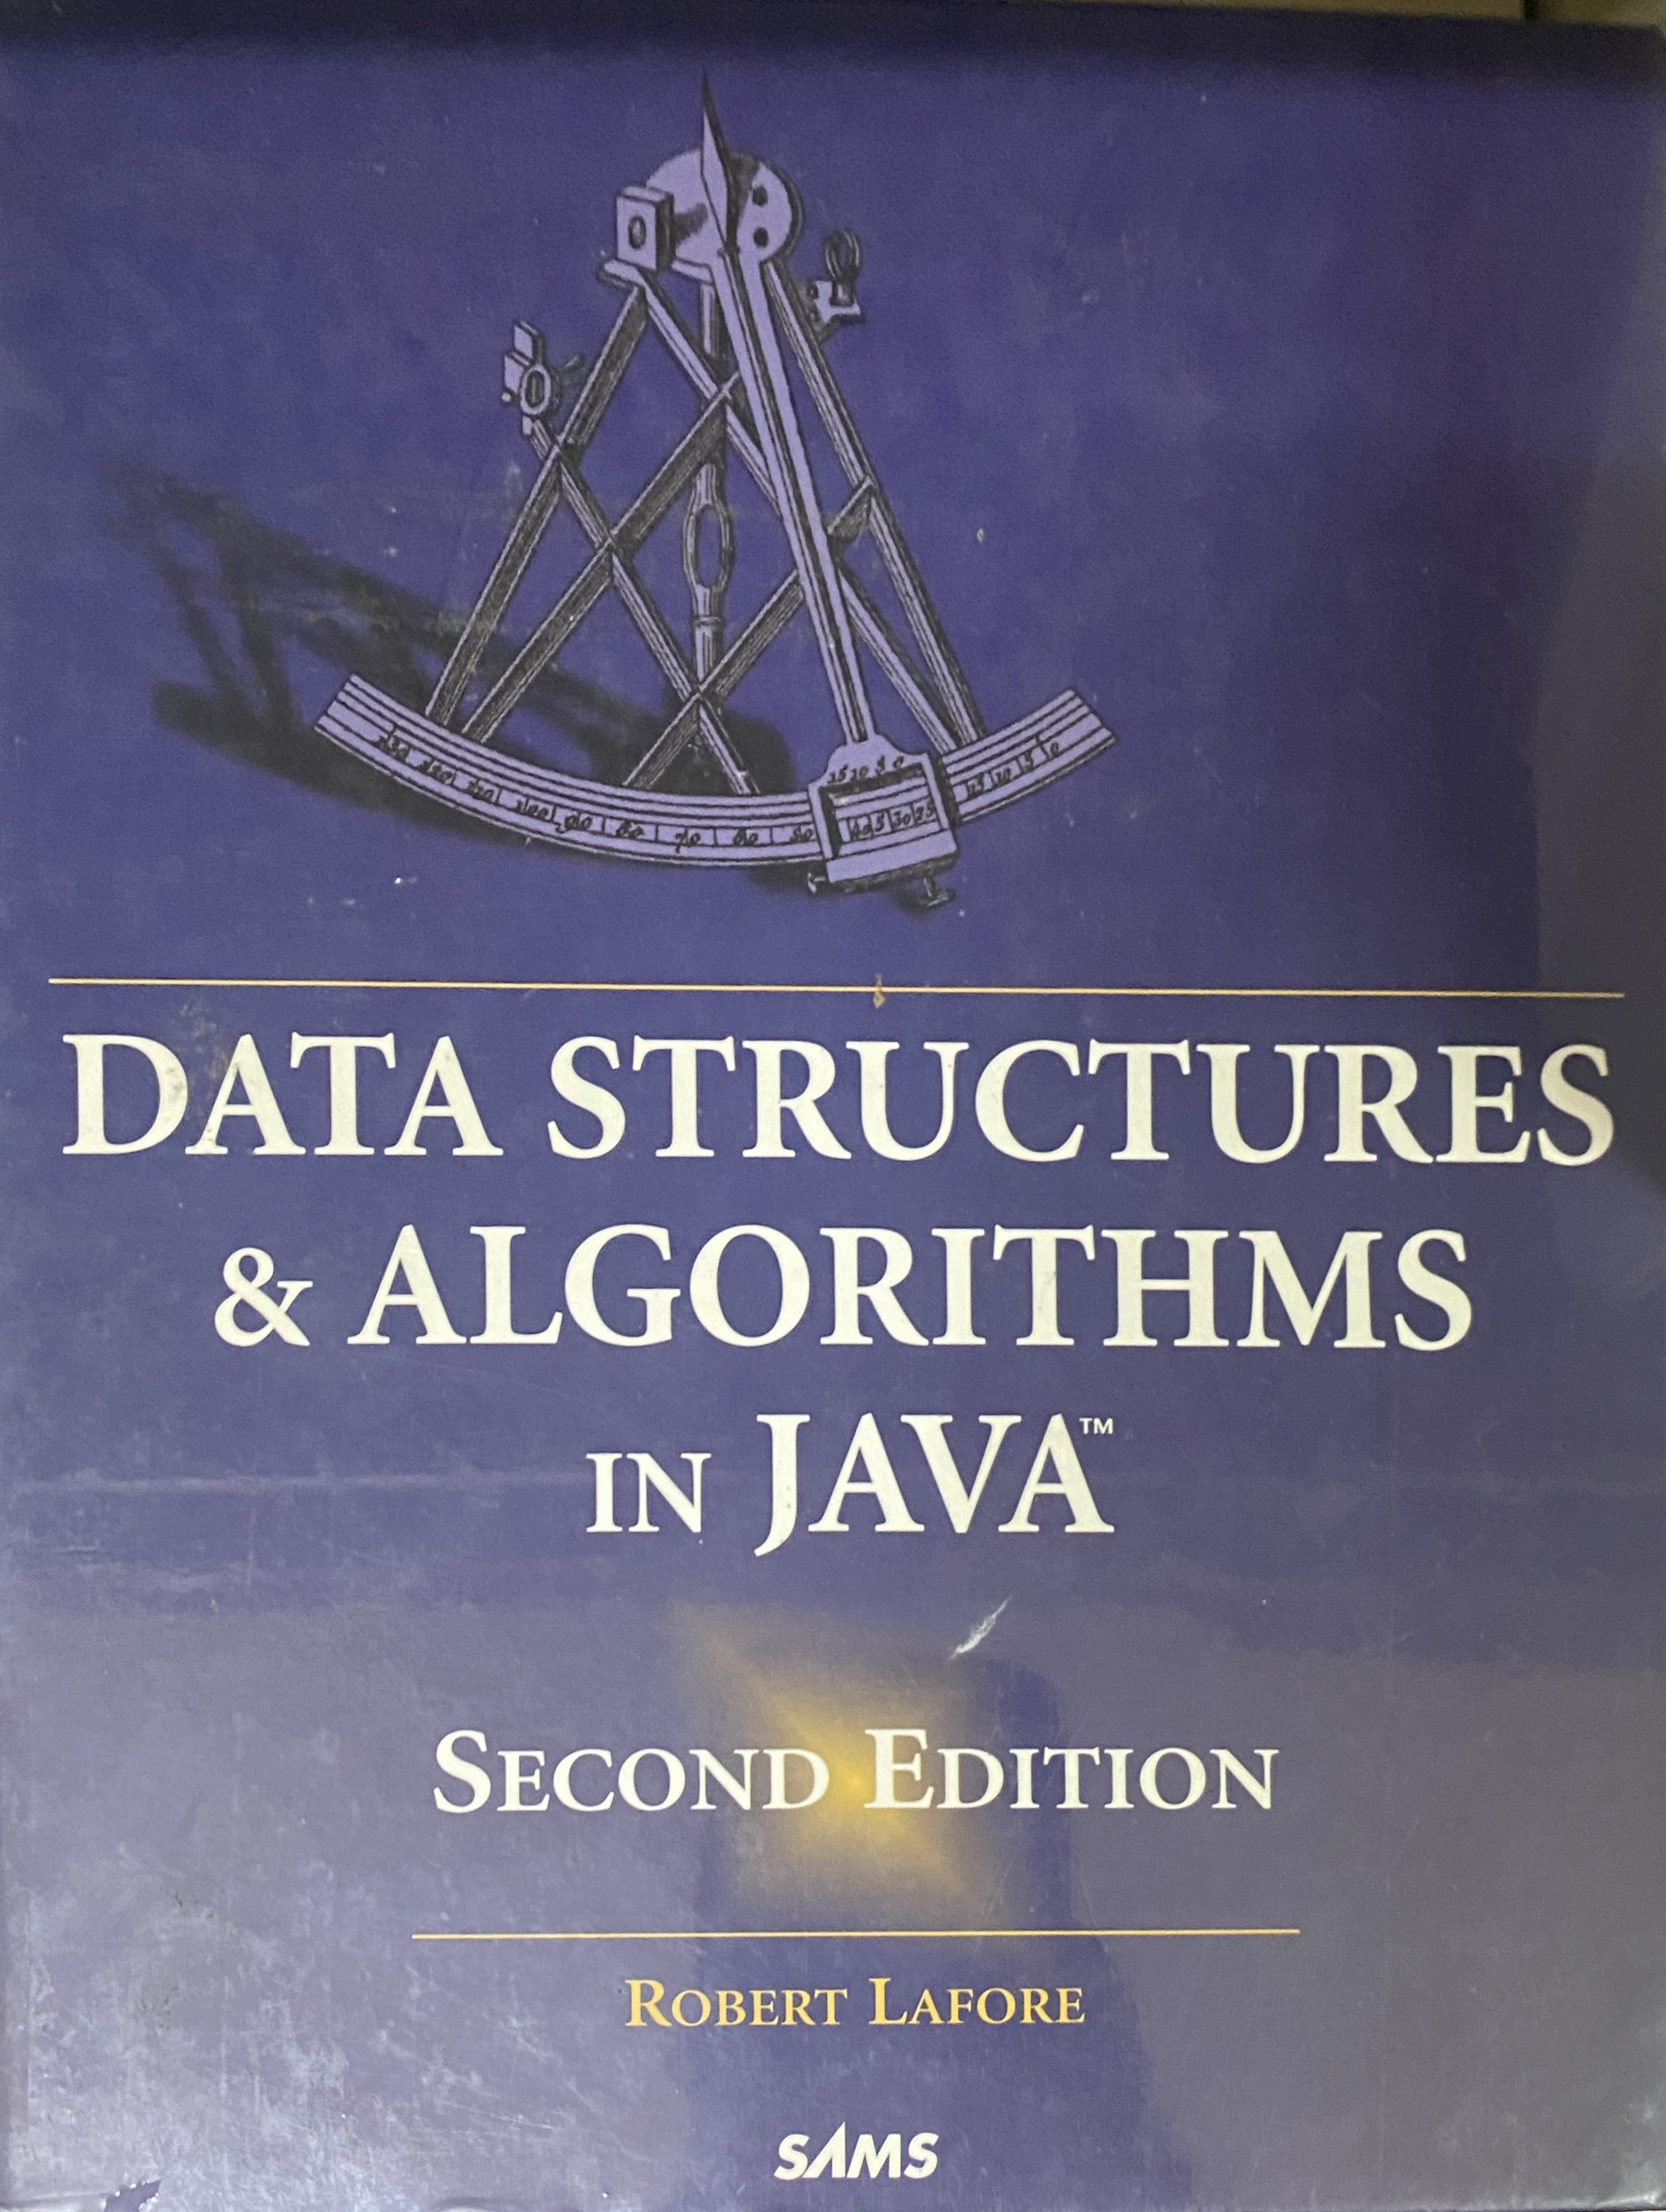 DATA STRUCTURES
& ALGORITHMS
IN JAVA™
SECOND EDITION
ROBERT LAFORE
SAMS